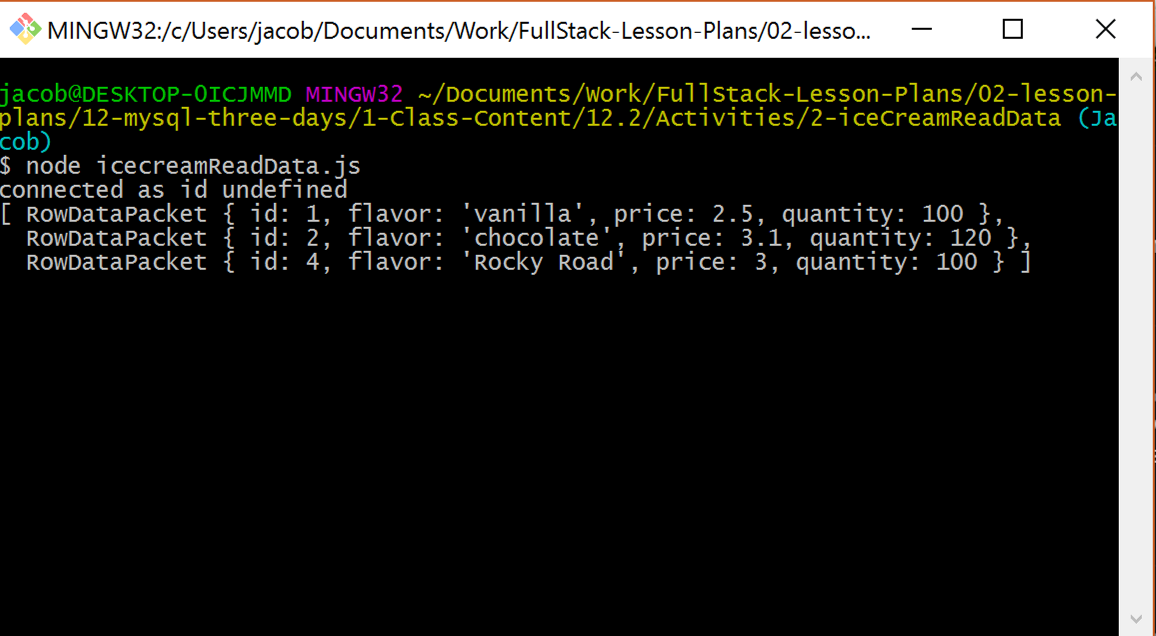 MINGW32:/c/Users/jacob/Documents/Work/FullStack-Lesson-Plans/02-lesso...
jacob@DESKTOP-OICJMMD MINGW32 ~/Documents/Work/FullStack-Lesson-Plans/02-lesson-
plans/12-mysql-three-days/1-Class-Content/12.2/Activities/2-iceCreamReadData (Ja
cob)
$ node icecreamReadData.js
connected as id undefined
[ RowDataPacket { id: 1, flavor: 'vanilla', price: 2.5, quantity: 100 },
  RowDataPacket { id: 2, flavor: 'chocolate', price: 3.1, quantity: 120 },
  RowDataPacket { id: 4, flavor: 'Rocky Road', price: 3, quantity: 100 } ]